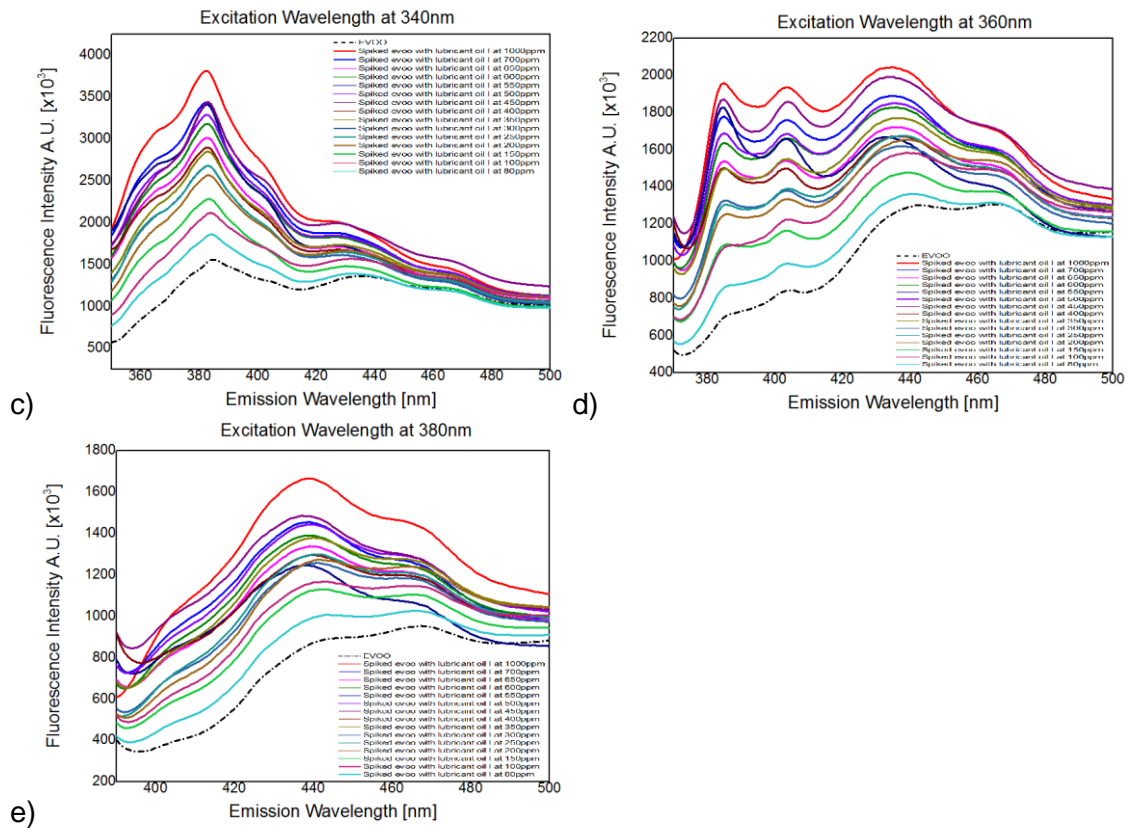 Excitation Wavelength at 340nm
Fluorescence Intensity A.U. [x10³]
4000
3500
3000
2500
2000
1500
1000
500
EVOO
Spiked evoo with lubricant oil I at 1000ppm
Spiked evoo with lubricant oil I at 700ppm
Spiked evoo with lubricant oil I at 650ppm
Spiked evoo with lubricant oil I at 600ppm
Spiked evoo with lubricant oil I at 550ppm
Spiked evoo with lubricant oil I at 500ppm
Spiked evoo with lubricant oil I at 450ppm
Spiked evoo with lubricant oil I at 400ppm
Spiked evoo with lubricant oil I at 350ppm
Spiked evoo with lubricant oil I at 300ppm
Spiked evoo with lubricant oil I at 250ppm
Spiked evoo with lubricant oil I at 200ppm
Spiked evoo with lubricant oil I at 150ppm
Spiked evoo with lubricant oil I at 100ppm
Spiked evoo with lubricant oil I at 80ppm
360 380 400 420 440 460 480 500
Emission Wavelength [nm]
c)
Excitation Wavelength at 360nm
Fluorescence Intensity A.U. [x10³]
2200
2000
1800
1600
1400
1200
1000
800
600
400
EVOO
Spiked evoo with lubricant oil I at 1000ppm
Spiked evoo with lubricant oil I at 700ppm
Spiked evoo with lubricant oil I at 650ppm
Spiked evoo with lubricant oil I at 600ppm
Spiked evoo with lubricant oil I at 550ppm
Spiked evoo with lubricant oil I at 500ppm
Spiked evoo with lubricant oil I at 450ppm
Spiked evoo with lubricant oil I at 400ppm
Spiked evoo with lubricant oil I at 350ppm
Spiked evoo with lubricant oil I at 300ppm
Spiked evoo with lubricant oil I at 250ppm
Spiked evoo with lubricant oil I at 200ppm
Spiked evoo with lubricant oil I at 150ppm
Spiked evoo with lubricant oil I at 100ppm
Spiked evoo with lubricant oil I at 80ppm
380 400 420 440 460 480 500
Emission Wavelength [nm]
d)
Excitation Wavelength at 380nm
Fluorescence Intensity A.U. [x10³]
1800
1600
1400
1200
1000
800
600
400
200
EVOO
Spiked evoo with lubricant oil I at 1000ppm
Spiked evoo with lubricant oil I at 700ppm
Spiked evoo with lubricant oil I at 650ppm
Spiked evoo with lubricant oil I at 600ppm
Spiked evoo with lubricant oil I at 550ppm
Spiked evoo with lubricant oil I at 500ppm
Spiked evoo with lubricant oil I at 450ppm
Spiked evoo with lubricant oil I at 400ppm
Spiked evoo with lubricant oil I at 350ppm
Spiked evoo with lubricant oil I at 300ppm
Spiked evoo with lubricant oil I at 250ppm
Spiked evoo with lubricant oil I at 200ppm
Spiked evoo with lubricant oil I at 150ppm
Spiked evoo with lubricant oil I at 100ppm
Spiked evoo with lubricant oil I at 80ppm
400 420 440 460 480 500
Emission Wavelength [nm]
e)